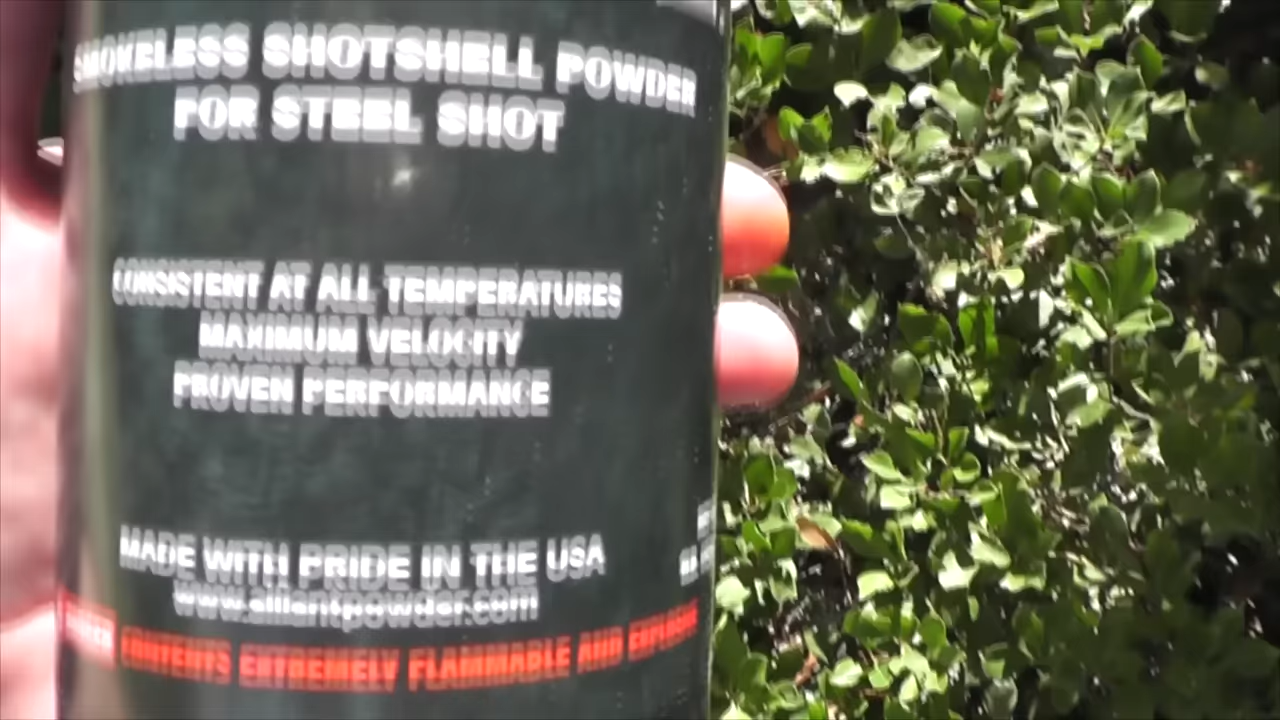 SMOKELESS SHOTSHELL POWDER
FOR STEEL SHOT
CONSISTENT AT ALL TEMPERATURES
MAXIMUM VELOCITY
PROVEN PERFORMANCE
MADE WITH PRIDE IN THE USA
www.alliantpowder.com
CONTENTS EXTREMELY FLAMMABLE AND